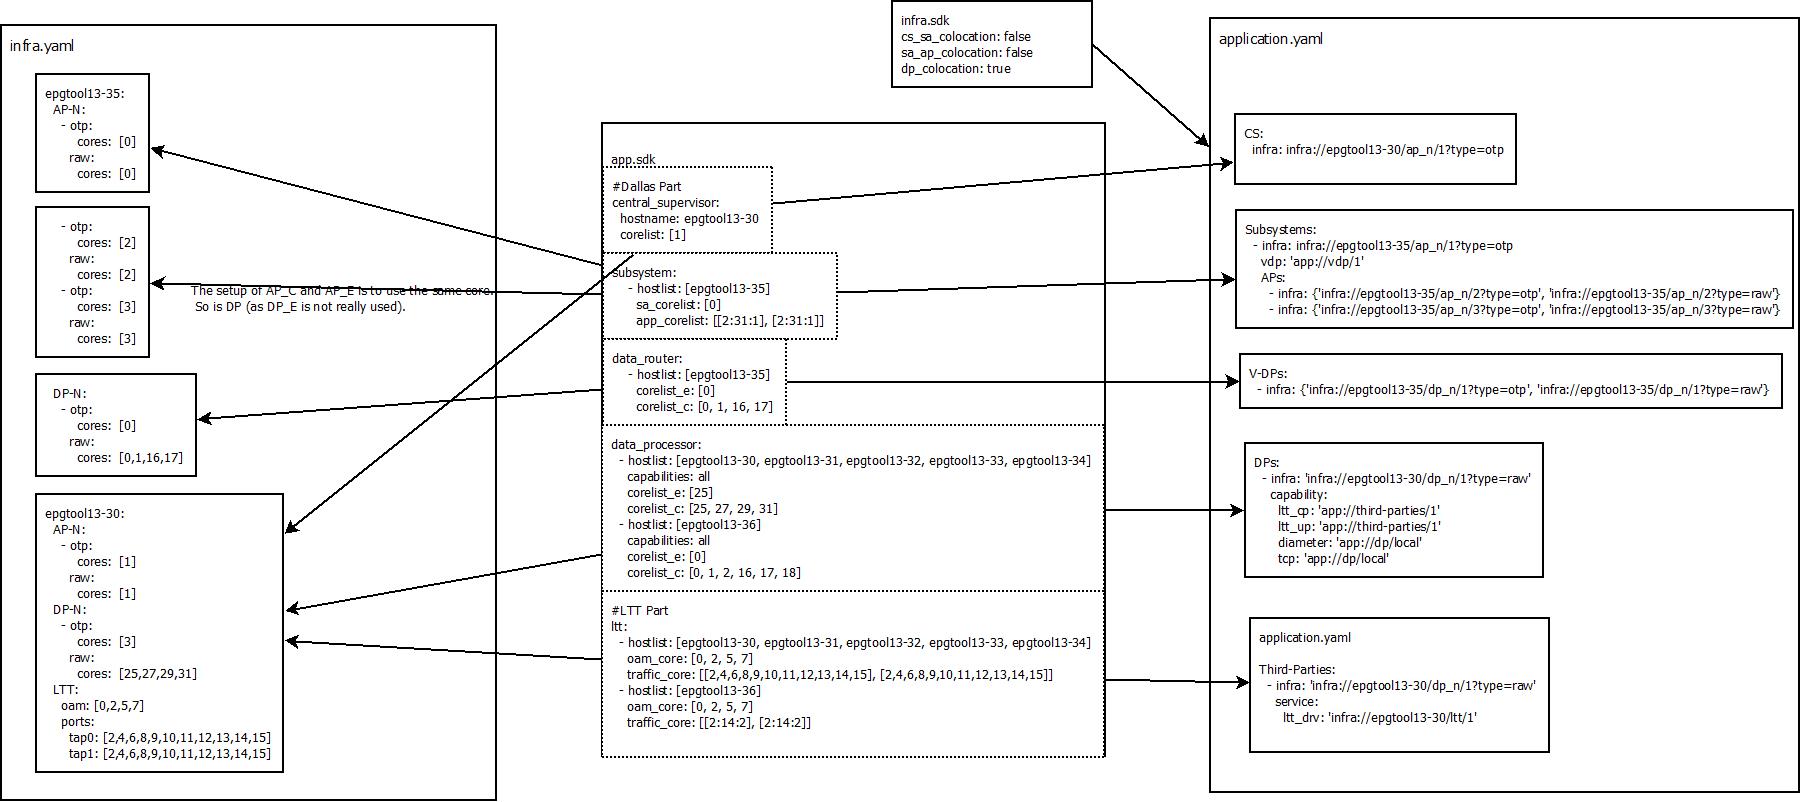 infra.yaml
epgtool13-35:
AP-N:
- otp:
cores: [0]
raw:
cores: [0]
- otp:
cores: [2]
raw:
cores: [2]
- otp:
cores: [3]
raw:
cores: [3]
The setup of AP_C and AP_E is to use the same core.
So is DP (as DP_E is not really used).
DP-N:
- otp:
cores: [0]
raw:
cores: [0,1,16,17]
epgtool13-30:
AP-N:
- otp:
cores: [1]
raw:
cores: [1]
DP-N:
- otp:
cores: [3]
raw:
cores: [25,27,29,31]
LTT:
oam: [0,2,5,7]
ports:
tap0: [2,4,6,8,9,10,11,12,13,14,15]
tap1: [2,4,6,8,9,10,11,12,13,14,15]
app.sdk
#Dallas Part
central_supervisor:
hostname: epgtool13-30
corelist: [1]
subsystem:
- hostlist: [epgtool13-35]
sa_corelist: [0]
app_corelist: [[2:31:1], [2:31:1]]
data_router:
- hostlist: [epgtool13-35]
corelist_e: [0]
corelist_c: [0, 1, 16, 17]
data_processor:
- hostlist: [epgtool13-30, epgtool13-31, epgtool13-32, epgtool13-33, epgtool13-34]
capabilities: all
corelist_e: [25]
corelist_c: [25, 27, 29, 31]
- hostlist: [epgtool13-36]
capabilities: all
corelist_e: [0]
corelist_c: [0, 1, 2, 16, 17, 18]
#LTT Part
ltt:
- hostlist: [epgtool13-30, epgtool13-31, epgtool13-32, epgtool13-33, epgtool13-34]
oam_core: [0, 2, 5, 7]
traffic_core: [[2,4,6,8,9,10,11,12,13,14,15], [2,4,6,8,9,10,11,12,13,14,15]]
- hostlist: [epgtool13-36]
oam_core: [0, 2, 5, 7]
traffic_core: [[2:14:2], [2:14:2]]
infra.sdk
cs_sa_colocation: false
sa_ap_colocation: false
dp_colocation: true
application.yaml
CS:
infra: infra://epgtool13-30/ap_n/1?type=otp
Subsystems:
- infra: infra://epgtool13-35/ap_n/1?type=otp
vdp: 'app://vdp/1'
APs:
- infra: {'infra://epgtool13-35/ap_n/2?type=otp', 'infra://epgtool13-35/ap_n/2?type=raw'}
- infra: {'infra://epgtool13-35/ap_n/3?type=otp', 'infra://epgtool13-35/ap_n/3?type=raw'}
V-DPs:
- infra: {'infra://epgtool13-35/dp_n/1?type=otp', 'infra://epgtool13-35/dp_n/1?type=raw'}
DPs:
- infra: 'infra://epgtool13-30/dp_n/1?type=raw'
capability:
ltt_cp: 'app://third-parties/1'
ltt_up: 'app://third-parties/1'
diameter: 'app://dp/local'
tcp: 'app://dp/local'
application.yaml
Third-Parties:
- infra: 'infra://epgtool13-30/dp_n/1?type=raw'
service:
ltt_drv: 'infra://epgtool13-30/ltt/1'